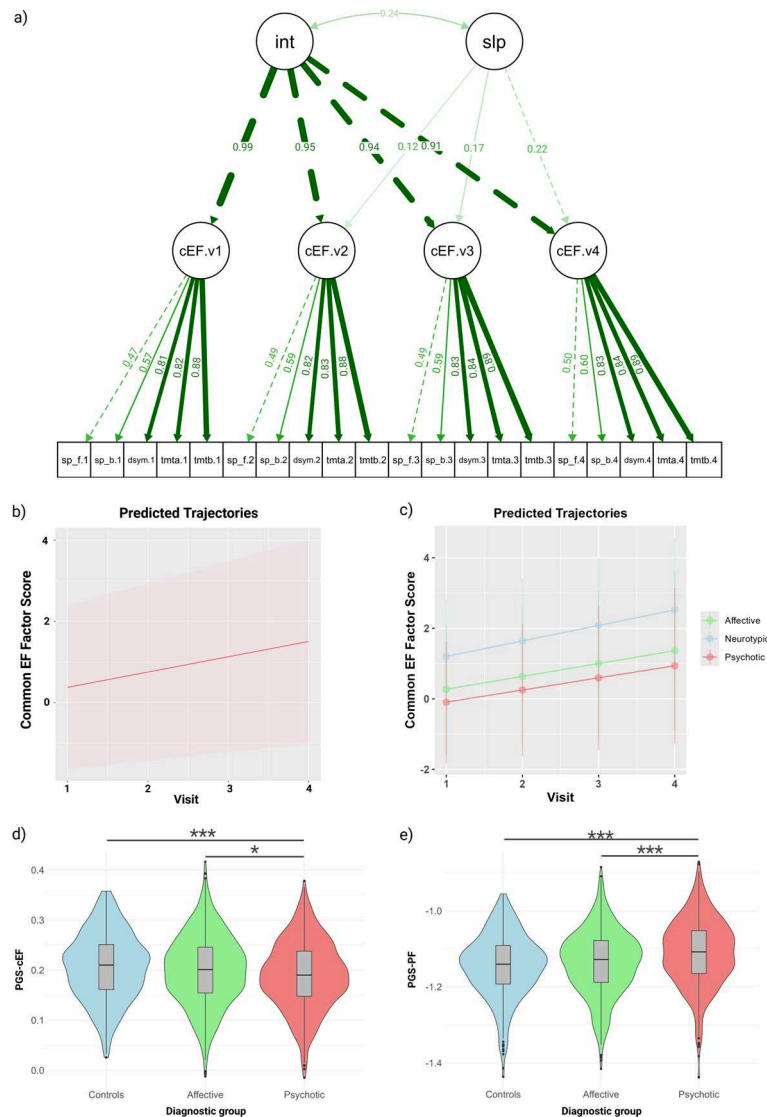 a)
0.24
int
slp
0.99
0.95
0.94
0.12
0.91
0.17
0.22
cEF.v1
cEF.v2
cEF.v3
cEF.v4
0.47
0.57
0.81
0.82
0.88
0.49
0.59
0.82
0.83
0.88
0.49
0.59
0.83
0.84
0.89
0.50
0.60
0.83
0.84
0.89
sp_f.1 sp_b.1 dsym.1 tmta.1 tmtb.1 sp_f.2 sp_b.2 dsym.2 tmta.2 tmtb.2 sp_f.3 sp_b.3 dsym.3 tmta.3 tmtb.3 sp_f.4 sp_b.4 dsym.4 tmta.4 tmtb.4
b)
Predicted Trajectories
Common EF Factor Score
4
2
0
1 2 3 4
Visit
c)
Predicted Trajectories
Common EF Factor Score
4
2
0
-2
1 2 3 4
Visit
Affective
Neurotypic
Psychotic
d)
***
*
PGS-cEF
0.4
0.3
0.2
0.1
0.0
Controls Affective Psychotic
Diagnostic group
e)
***
***
PGS-PF
-1.0
-1.2
-1.4
Controls Affective Psychotic
Diagnostic group